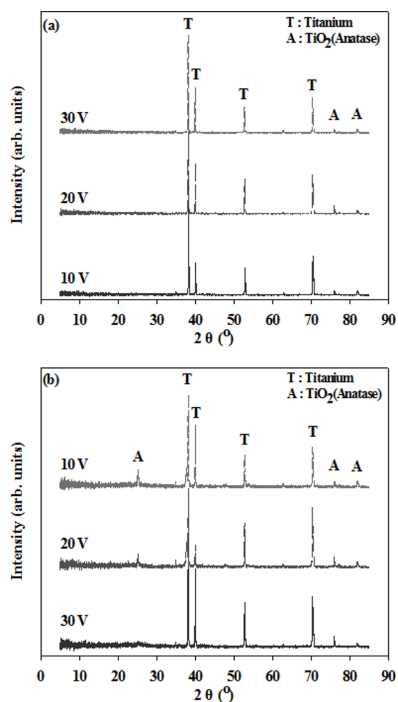 (a)
T
T : Titanium
A : TiO2(Anatase)
T
T
T
A
A
30 V
20 V
10 V
Intensity (arb. units)
0 10 20 30 40 50 60 70 80 90
2 θ (o)
(b)
T
T : Titanium
A : TiO2(Anatase)
T
A
T
T
A
A
10 V
20 V
30 V
Intensity (arb. units)
0 10 20 30 40 50 60 70 80 90
2 θ (o)